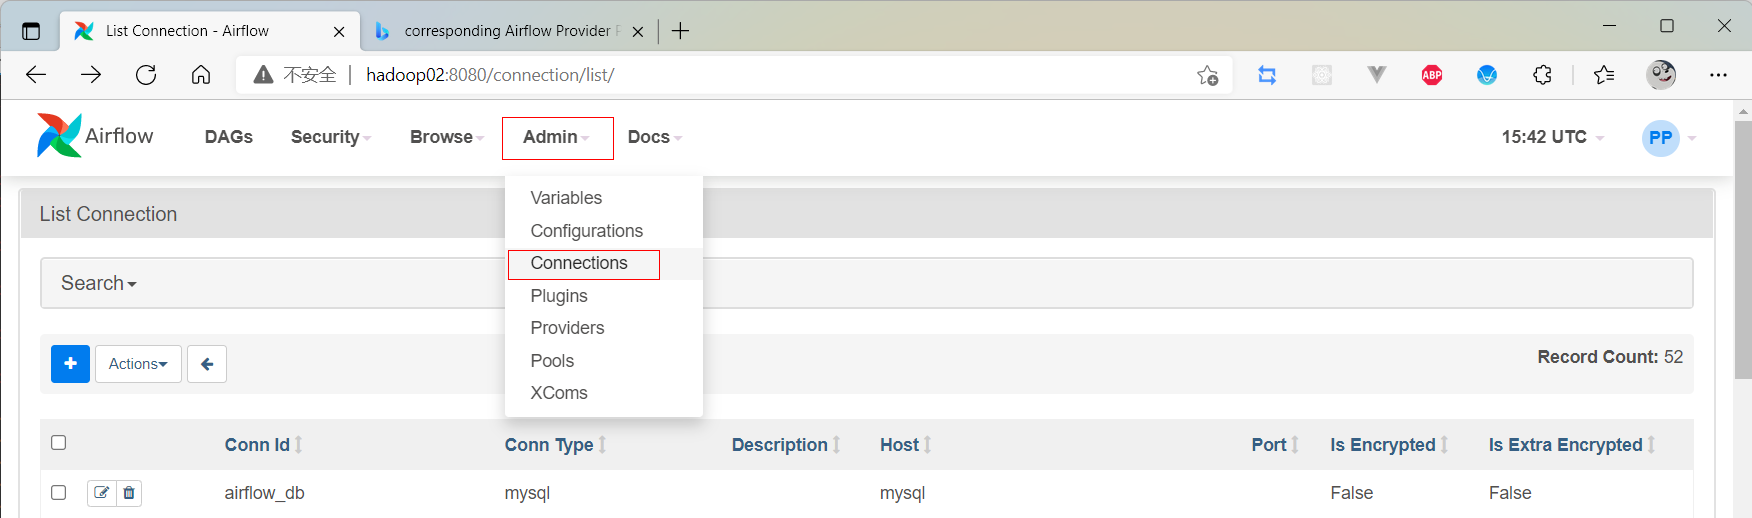 List Connection - Airflow
corresponding Airflow Provider P
不安全 | hadoop02:8080/connection/list/
ABP
Airflow DAGs Security Browse Admin Docs 15:42 UTC PP
Variables
List Connection
Configurations
Connections
Search
Plugins
Providers
Actions
Record Count: 52
Pools
XComs
Conn Id Conn Type Description Host Port Is Encrypted Is Extra Encrypted
airflow_db mysql mysql False False